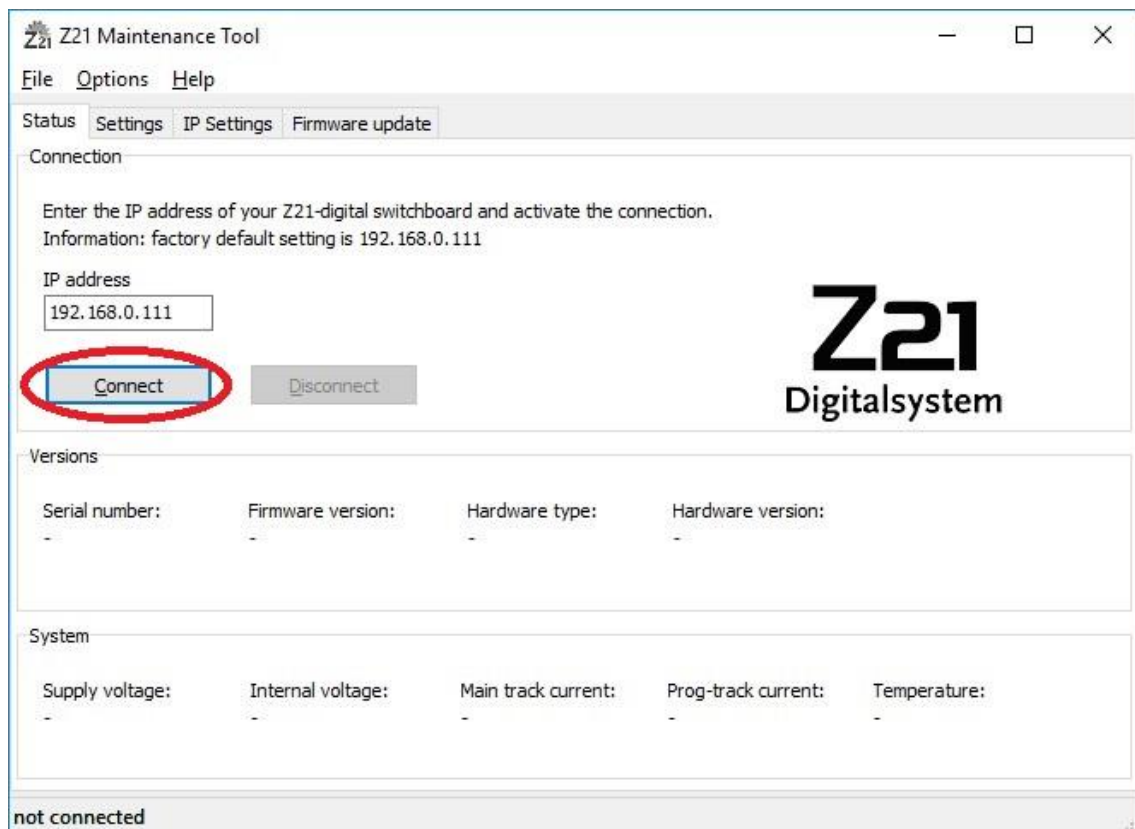 Z21 Z21 Maintenance Tool
File Options Help
Status Settings IP Settings Firmware update
Connection
Enter the IP address of your Z21-digital switchboard and activate the connection.
Information: factory default setting is 192.168.0.111
IP address
192.168.0.111
Connect Disconnect
Z21
Digitalsystem
Versions
Serial number: Firmware version: Hardware type: Hardware version:
- - - -
System
Supply voltage: Internal voltage: Main track current: Prog-track current: Temperature:
- - - - -
not connected